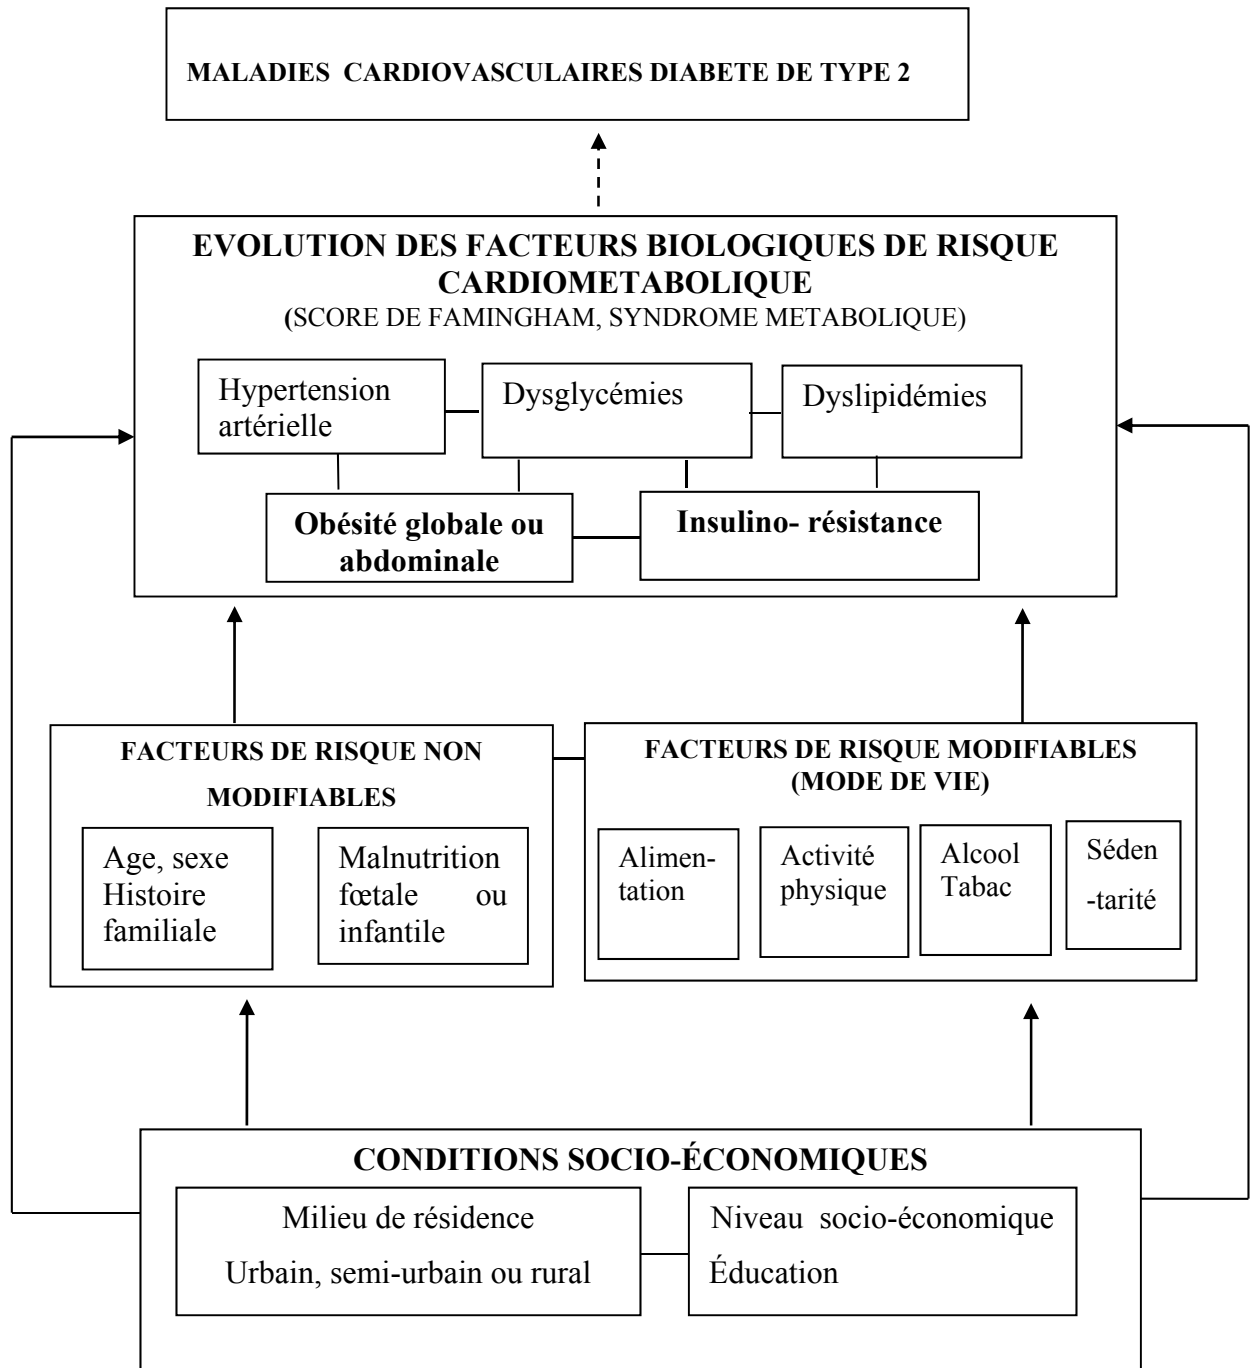 MALADIES CARDIOVASCULAIRES DIABETE DE TYPE 2
EVOLUTION DES FACTEURS BIOLOGIQUES DE RISQUE
CARDIOMETABOLIQUE
(SCORE DE FAMINGHAM, SYNDROME METABOLIQUE)
Hypertension
artérielle
Dysglycémies
Dyslipidémies
Obésité globale ou
abdominale
Insulino- résistance
FACTEURS DE RISQUE NON
MODIFIABLES
Age, sexe
Histoire
familiale
Malnutrition
fœtale ou
infantile
FACTEURS DE RISQUE MODIFIABLES
(MODE DE VIE)
Alimen-
tation
Activité
physique
Alcool
Tabac
Séden
-tarité
CONDITIONS SOCIO-ÉCONOMIQUES
Milieu de résidence
Urbain, semi-urbain ou rural
Niveau socio-économique
Éducation